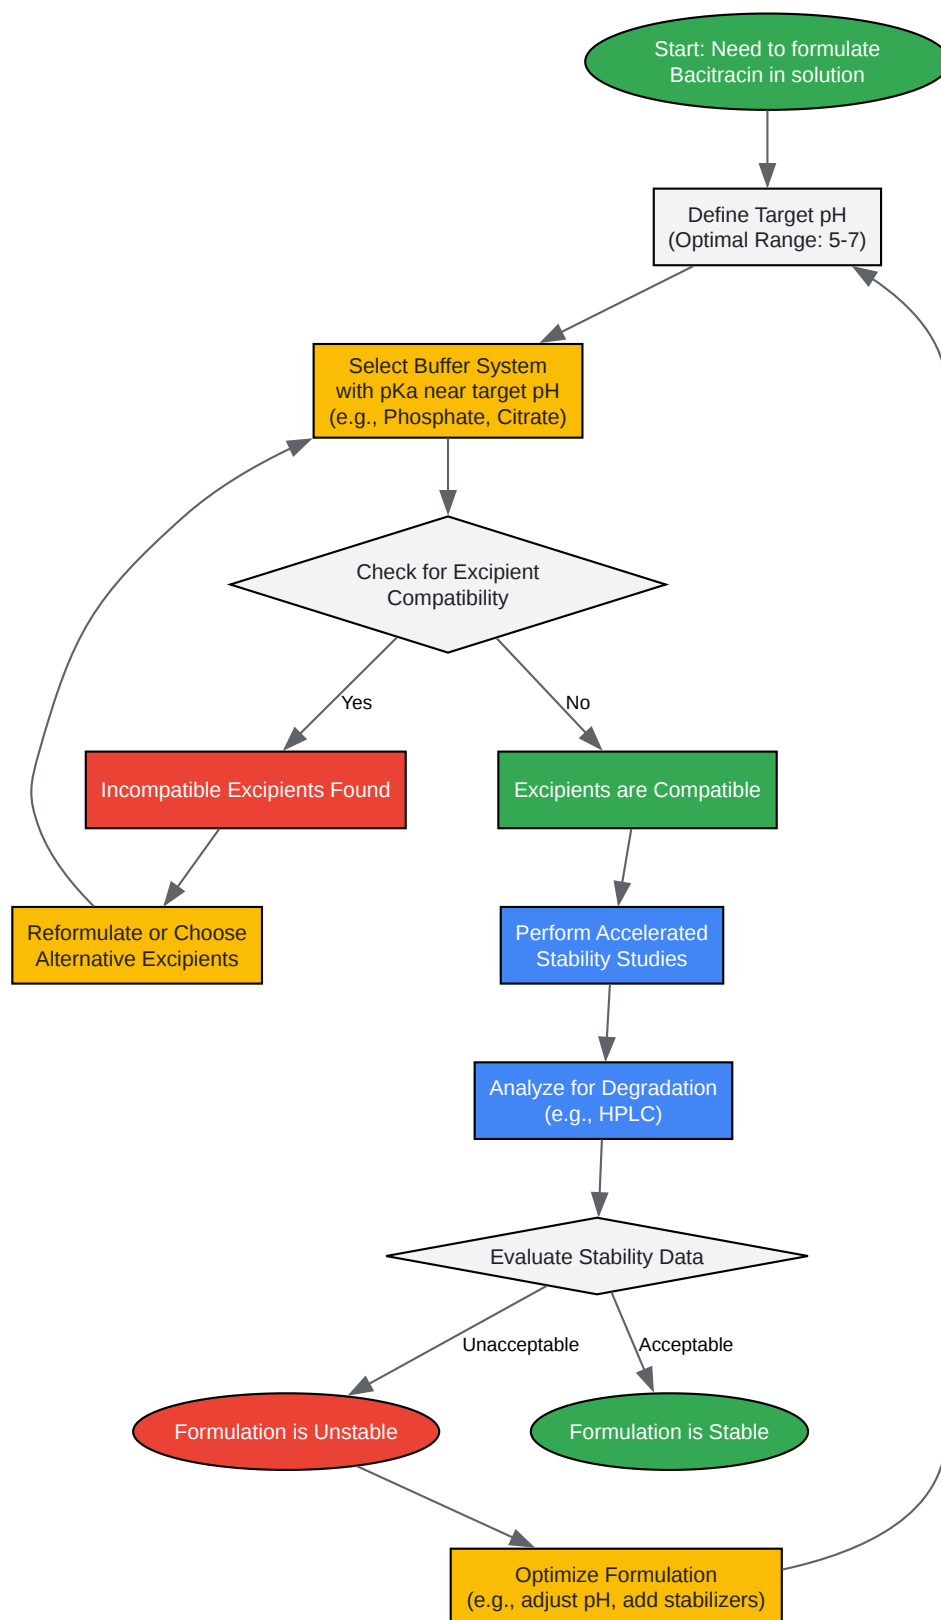 Start: Need to formulate
Bacitracin in solution
Define Target pH
(Optimal Range: 5-7)
Select Buffer System
with pKa near target pH
(e.g., Phosphate, Citrate)
Check for Excipient
Compatibility
Yes
No
Incompatible Excipients Found
Excipients are Compatible
Reformulate or Choose
Alternative Excipients
Perform Accelerated
Stability Studies
Analyze for Degradation
(e.g., HPLC)
Evaluate Stability Data
Unacceptable
Acceptable
Formulation is Unstable
Formulation is Stable
Optimize Formulation
(e.g., adjust pH, add stabilizers)